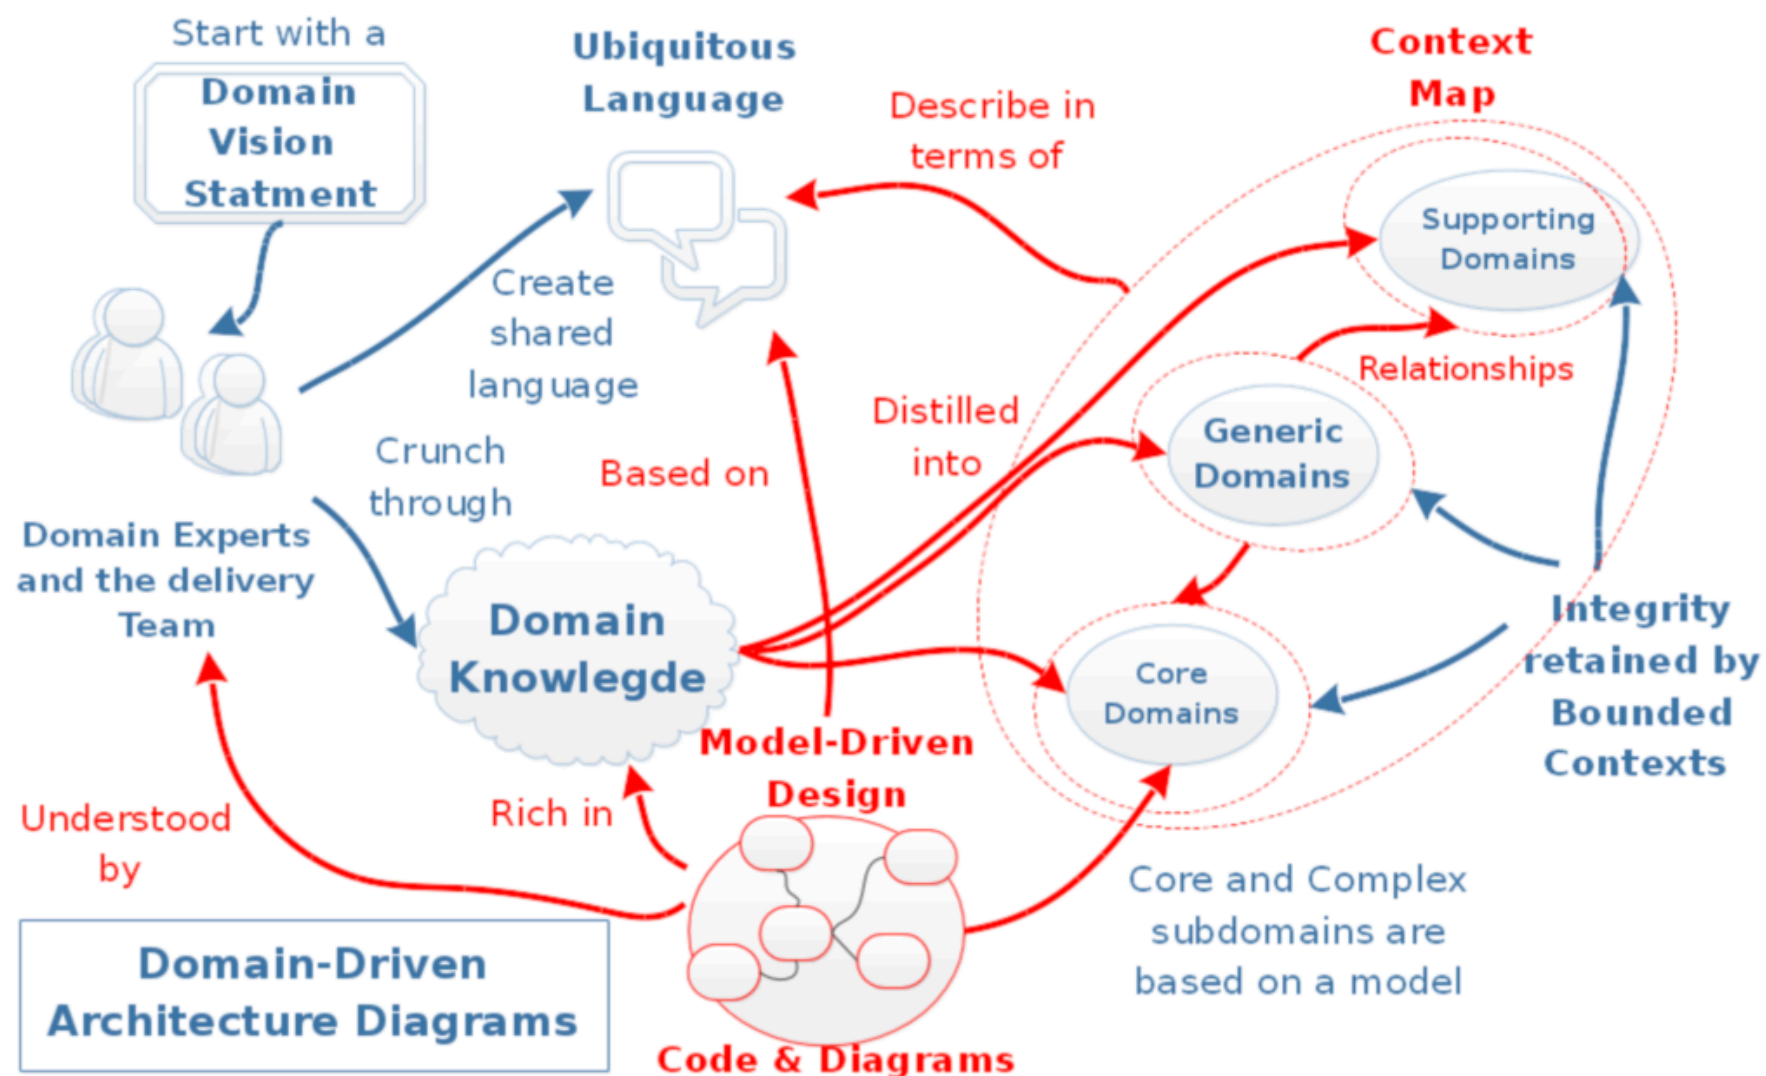 Start with a
Domain
Vision
Statment
Ubiquitous
Language
Describe in
terms of
Context
Map
Supporting
Domains
Create
shared
language
Relationships
Distilled
into
Generic
Domains
Crunch
through
Based on
Domain Experts
and the delivery
Team
Domain
Knowlegde
Integrity
retained by
Bounded
Contexts
Core
Domains
Model-Driven
Design
Rich in
Understood
by
Core and Complex
subdomains are
based on a model
Domain-Driven
Architecture Diagrams
Code & Diagrams